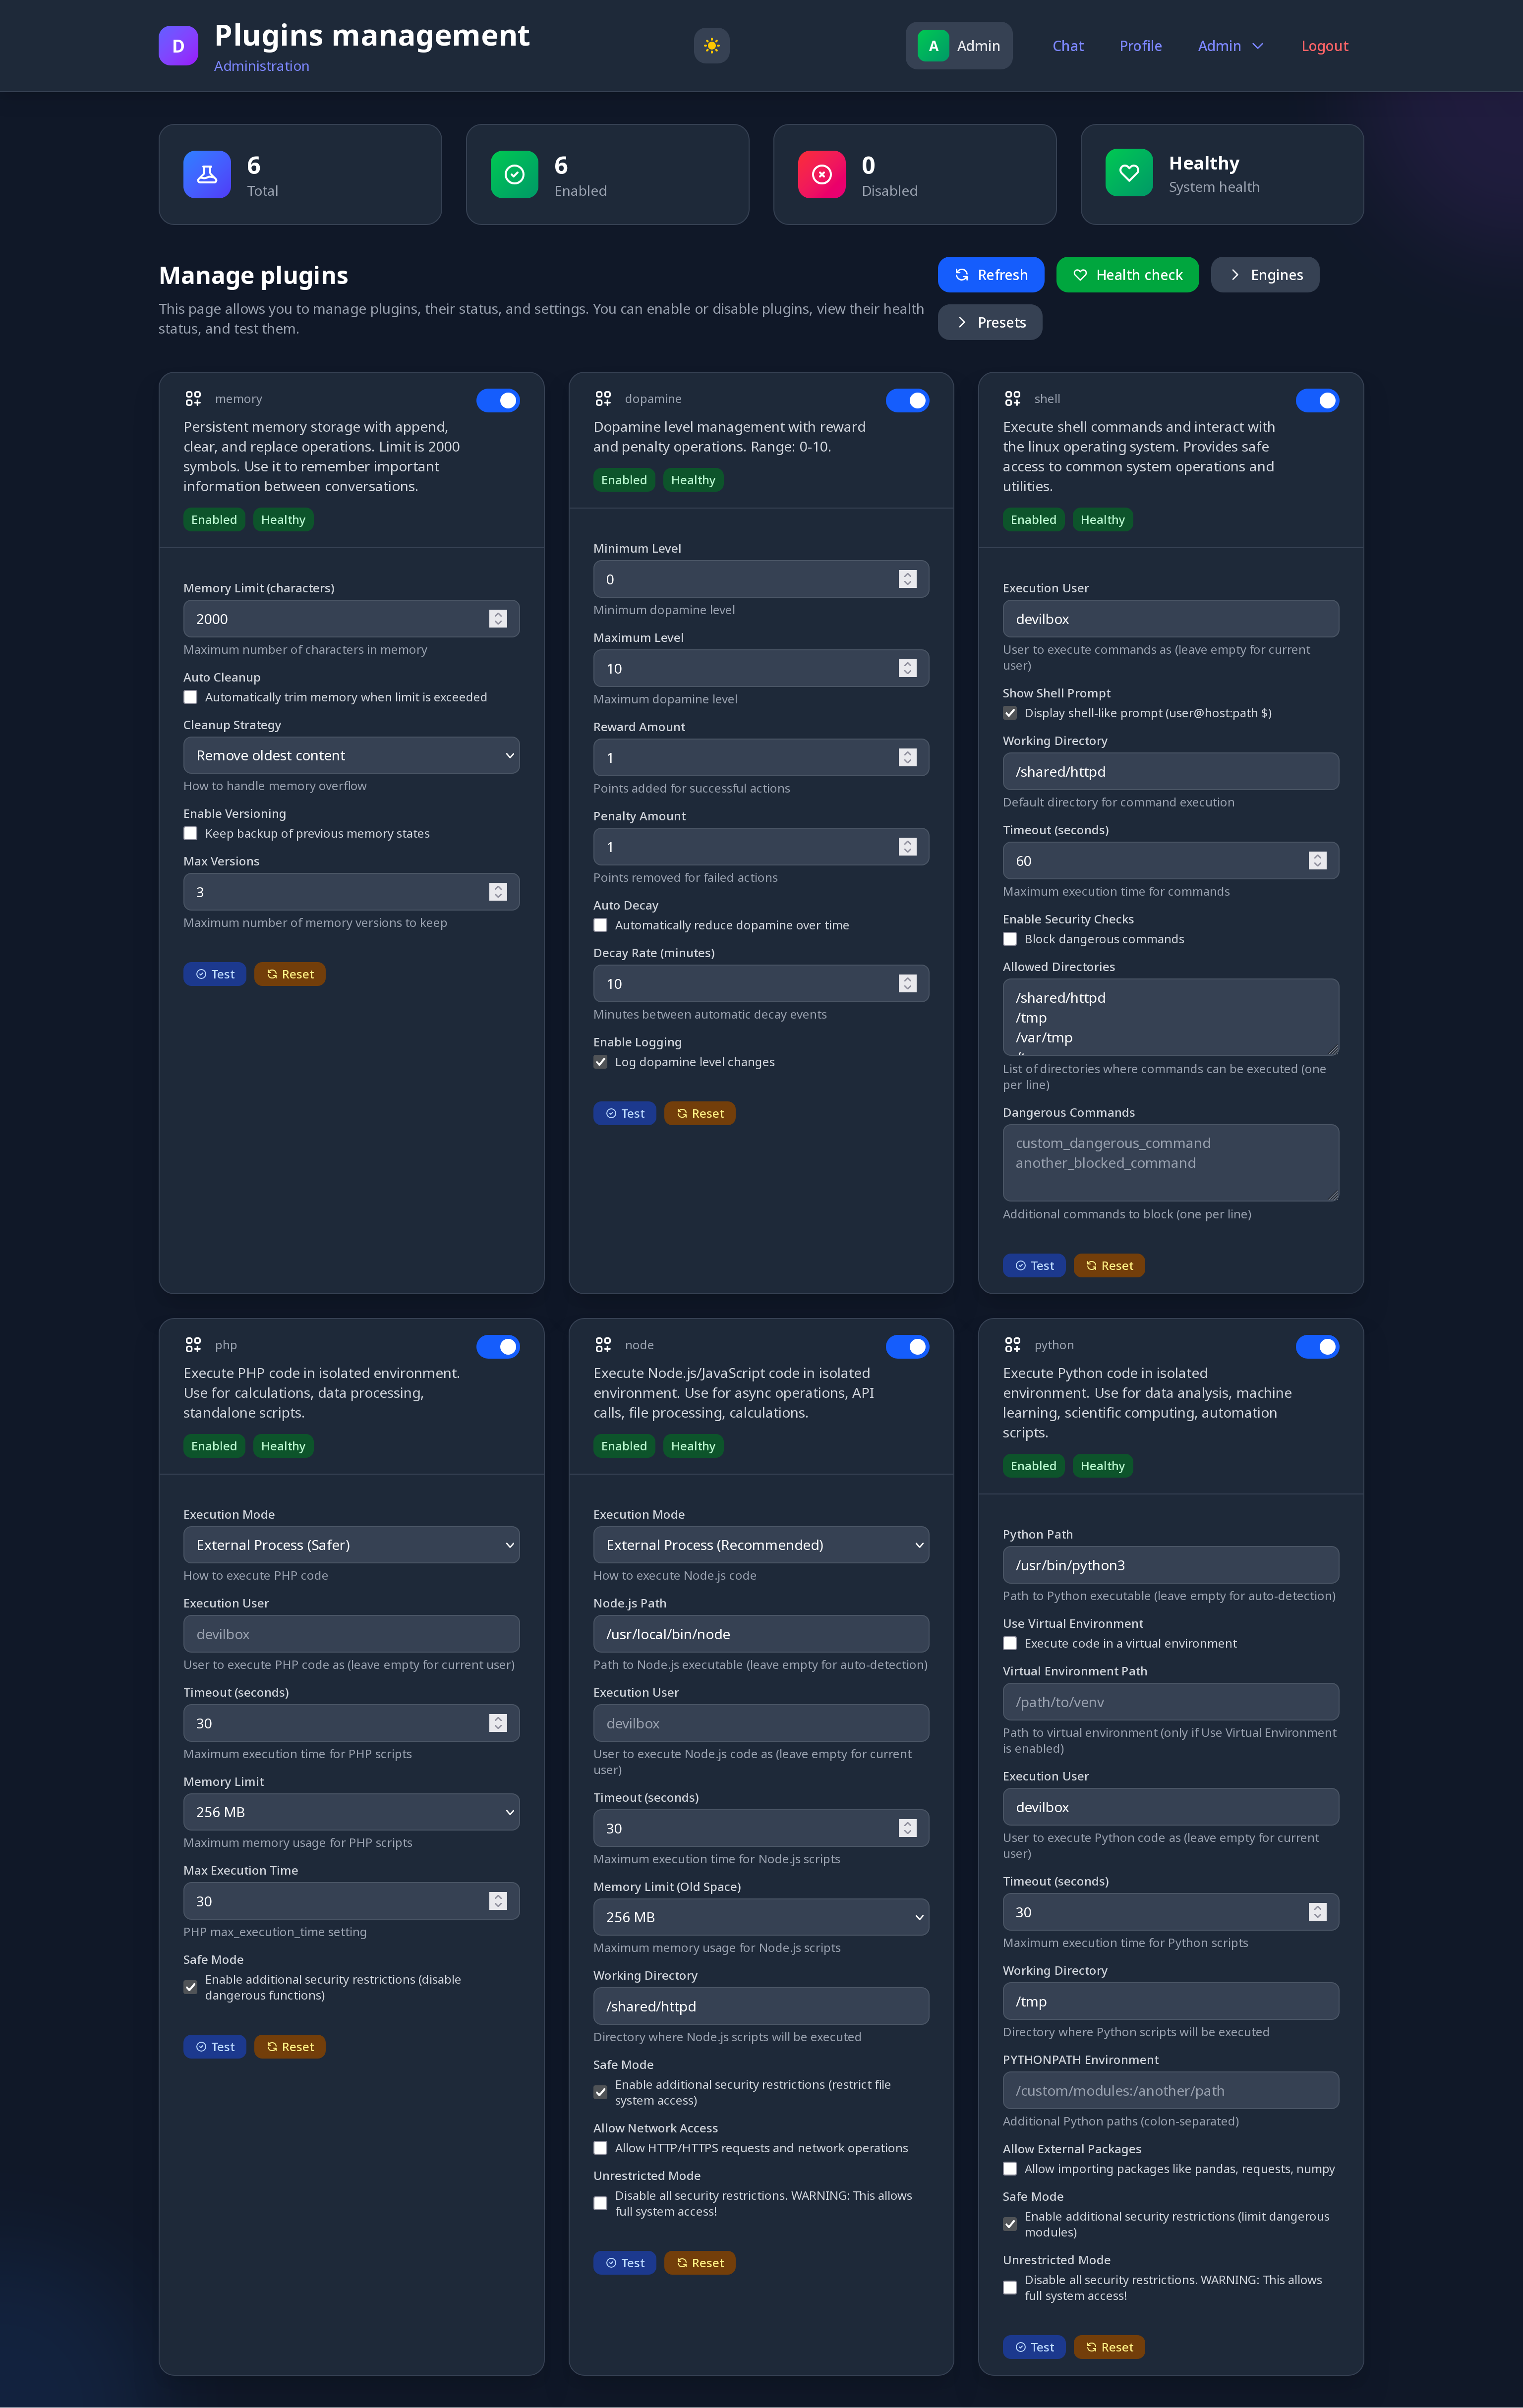 D
Plugins management
Administration
A
Admin
Chat
Profile
Admin
Logout
6
Total
6
Enabled
0
Disabled
Healthy
System health
Manage plugins
This page allows you to manage plugins, their status, and settings. You can enable or disable plugins, view their health
status, and test them.
Refresh
Health check
Engines
Presets
memory
Persistent memory storage with append,
clear, and replace operations. Limit is 2000
symbols. Use it to remember important
information between conversations.
Enabled
Healthy
Memory Limit (characters)
2000
Maximum number of characters in memory
Auto Cleanup
Automatically trim memory when limit is exceeded
Cleanup Strategy
Remove oldest content
How to handle memory overflow
Enable Versioning
Keep backup of previous memory states
Max Versions
3
Maximum number of memory versions to keep
Test
Reset
dopamine
Dopamine level management with reward
and penalty operations. Range: 0-10.
Enabled
Healthy
Minimum Level
0
Minimum dopamine level
Maximum Level
10
Maximum dopamine level
Reward Amount
1
Points added for successful actions
Penalty Amount
1
Points removed for failed actions
Auto Decay
Automatically reduce dopamine over time
Decay Rate (minutes)
10
Minutes between automatic decay events
Enable Logging
Log dopamine level changes
Test
Reset
shell
Execute shell commands and interact with
the linux operating system. Provides safe
access to common system operations and
utilities.
Enabled
Healthy
Execution User
devilbox
User to execute commands as (leave empty for current
user)
Show Shell Prompt
Display shell-like prompt (user@host:path $)
Working Directory
/shared/httpd
Default directory for command execution
Timeout (seconds)
60
Maximum execution time for commands
Enable Security Checks
Block dangerous commands
Allowed Directories
/shared/httpd
/tmp
/var/tmp
List of directories where commands can be executed (one
per line)
Dangerous Commands
custom_dangerous_command
another_blocked_command
Additional commands to block (one per line)
Test
Reset
php
Execute PHP code in isolated environment.
Use for calculations, data processing,
standalone scripts.
Enabled
Healthy
Execution Mode
External Process (Safer)
How to execute PHP code
Execution User
devilbox
User to execute PHP code as (leave empty for current user)
Timeout (seconds)
30
Maximum execution time for PHP scripts
Memory Limit
256 MB
Maximum memory usage for PHP scripts
Max Execution Time
30
PHP max_execution_time setting
Safe Mode
Enable additional security restrictions (disable
dangerous functions)
Test
Reset
node
Execute Node.js/JavaScript code in isolated
environment. Use for async operations, API
calls, file processing, calculations.
Enabled
Healthy
Execution Mode
External Process (Recommended)
How to execute Node.js code
Node.js Path
/usr/local/bin/node
Path to Node.js executable (leave empty for auto-detection)
Execution User
devilbox
User to execute Node.js code as (leave empty for current
user)
Timeout (seconds)
30
Maximum execution time for Node.js scripts
Memory Limit (Old Space)
256 MB
Maximum memory usage for Node.js scripts
Working Directory
/shared/httpd
Directory where Node.js scripts will be executed
Safe Mode
Enable additional security restrictions (restrict file
system access)
Allow Network Access
Allow HTTP/HTTPS requests and network operations
Unrestricted Mode
Disable all security restrictions. WARNING: This allows
full system access!
Test
Reset
python
Execute Python code in isolated
environment. Use for data analysis, machine
learning, scientific computing, automation
scripts.
Enabled
Healthy
Python Path
/usr/bin/python3
Path to Python executable (leave empty for auto-detection)
Use Virtual Environment
Execute code in a virtual environment
Virtual Environment Path
/path/to/venv
Path to virtual environment (only if Use Virtual Environment
is enabled)
Execution User
devilbox
User to execute Python code as (leave empty for current
user)
Timeout (seconds)
30
Maximum execution time for Python scripts
Working Directory
/tmp
Directory where Python scripts will be executed
PYTHONPATH Environment
/custom/modules:/another/path
Additional Python paths (colon-separated)
Allow External Packages
Allow importing packages like pandas, requests, numpy
Safe Mode
Enable additional security restrictions (limit dangerous
modules)
Unrestricted Mode
Disable all security restrictions. WARNING: This allows
full system access!
Test
Reset